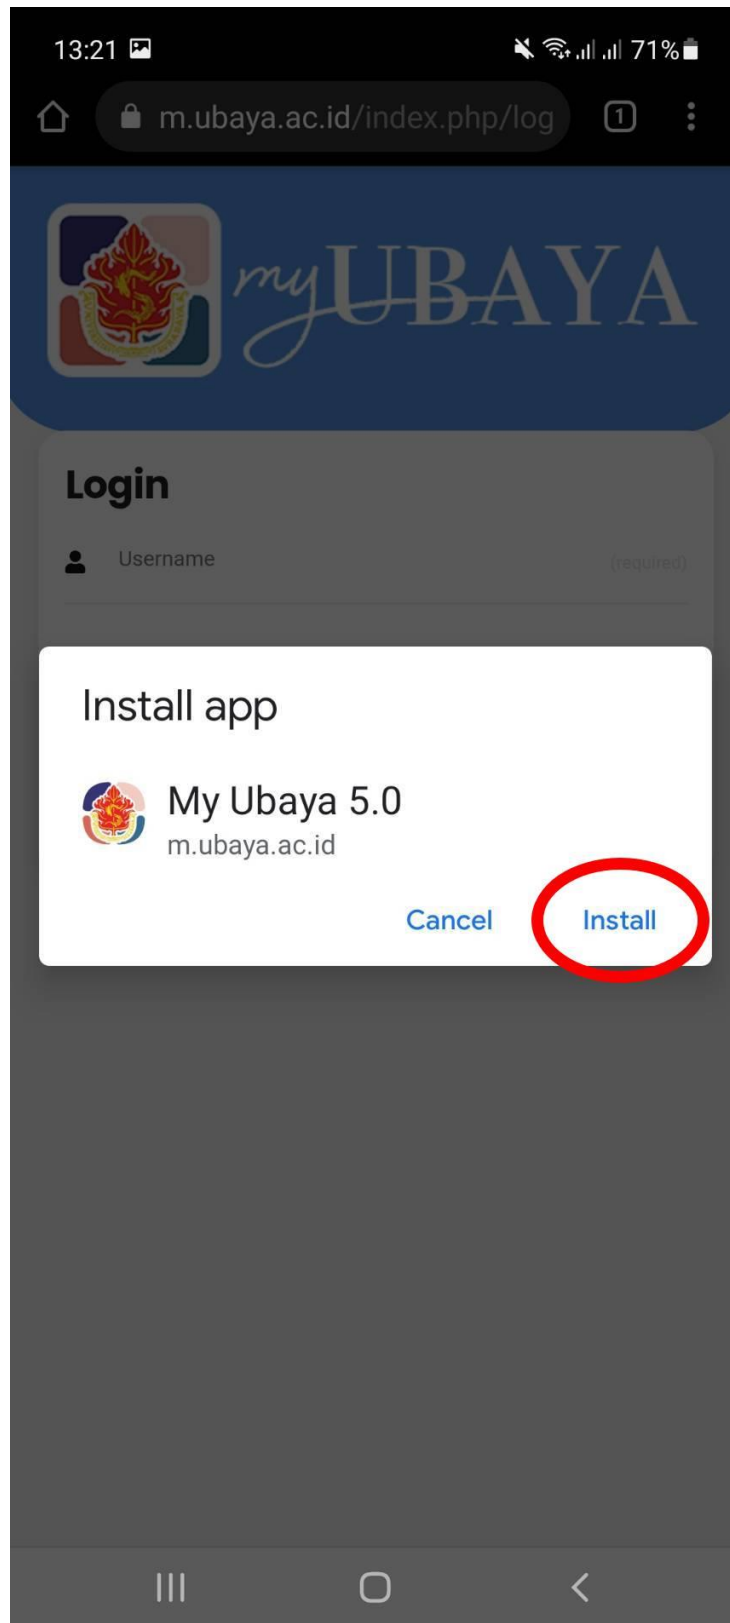 13:21
71%
m.ubaya.ac.id/index.php/log
1
myUBAYA
Login
Username
(required)
Install app
My Ubaya 5.0
m.ubaya.ac.id
Cancel
Install